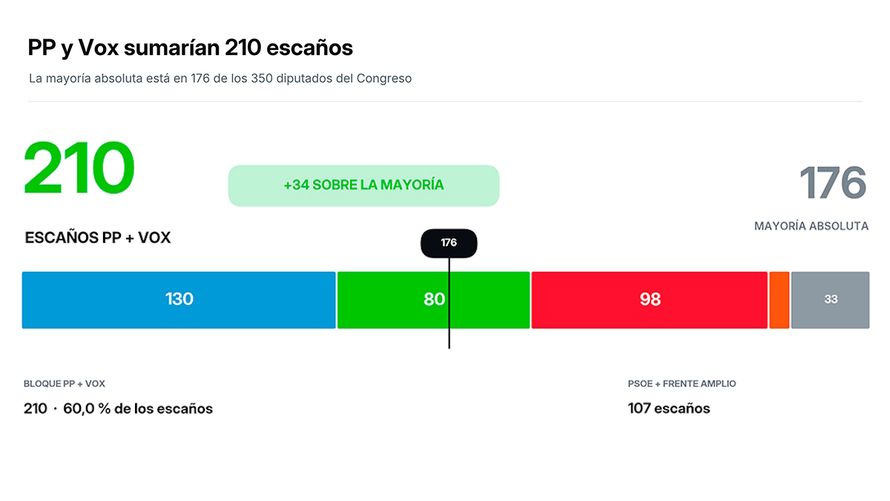 PP y Vox sumarían 210 escaños
La mayoría absoluta está en 176 de los 350 diputados del Congreso
210
+34 SOBRE LA MAYORÍA
176
MAYORÍA ABSOLUTA
ESCAÑOS PP + VOX
176
130
80
98
33
BLOQUE PP + VOX
210 · 60,0 % de los escaños
PSOE + FRENTE AMPLIO
107 escaños